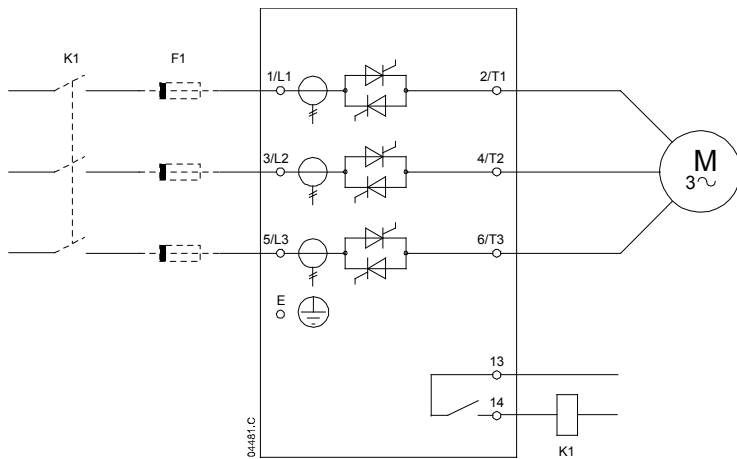 K1
F1
1/L1
2/T1
3/L2
4/T2
M
3~
5/L3
6/T3
E
13
14
K1
04481.C